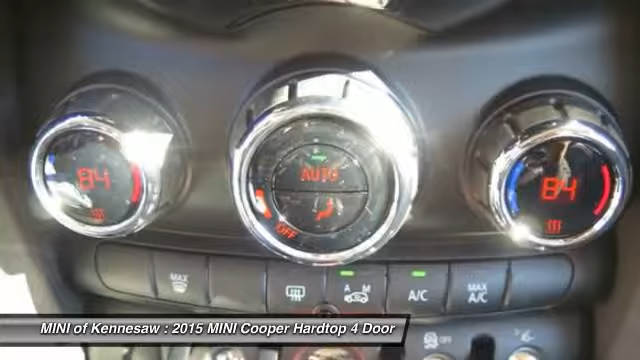 84
AUTO
OFF
84
MAX
A M
A/C
MAX A/C
MINI of Kennesaw : 2015 MINI Cooper Hardtop 4 Door